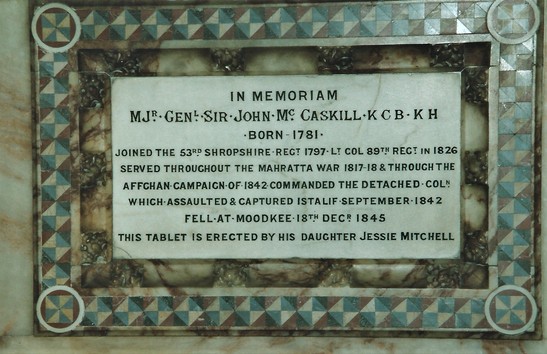 IN MEMORIAM
MJR·GENL·SIR·JOHN·MC CASKILL·K C B·K H
·BORN·1781·
JOINED THE 53RD SHROPSHIRE·REGT 1797·LT COL 89TH REGT IN 1826
SERVED THROUGHOUT THE MAHRATTA WAR 1817·18 & THROUGH THE
AFFGHAN·CAMPAIGN·OF·1842·COMMANDED THE DETACHED·COLN
WHICH·ASSAULTED & CAPTURED ISTALIF·SEPTEMBER·1842
FELL·AT·MOODKEE·18TH DECR 1845
THIS TABLET IS ERECTED BY HIS DAUGHTER JESSIE MITCHELL